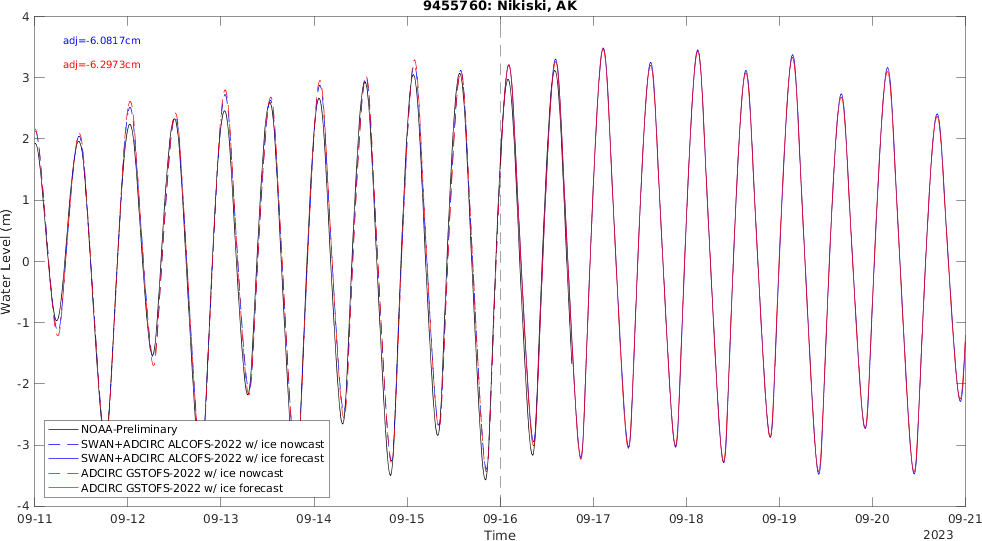 9455760: Nikiski, AK
adj=-6.0817cm
adj=-6.2973cm
4
3
2
1
0
-1
-2
-3
-4
Water Level (m)
NOAA-Preliminary
SWAN+ADCIRC ALCOFS-2022 w/ ice nowcast
SWAN+ADCIRC ALCOFS-2022 w/ ice forecast
ADCIRC GSTOFS-2022 w/ ice nowcast
ADCIRC GSTOFS-2022 w/ ice forecast
09-11 09-12 09-13 09-14 09-15 09-16 09-17 09-18 09-19 09-20 09-21
Time
2023